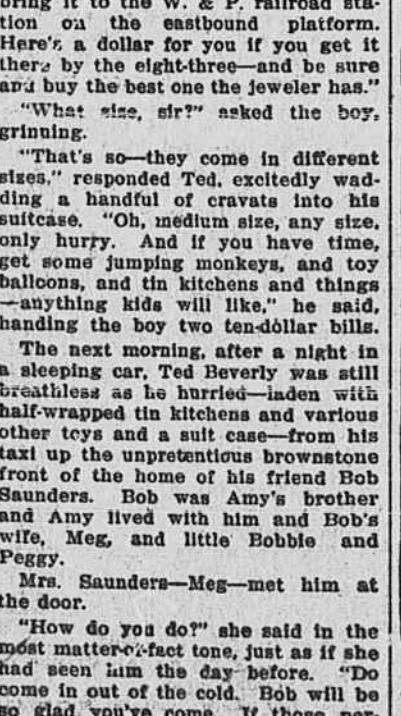 bring it to the W. & P. railroad sta-
tion on the eastbound platform.
Here's a dollar for you if you get it
there by the eight-three—and be sure
and buy the best one the jeweler has."
"What size, sir?" asked the boy,
grinning.
"That's so—they come in different
sizes," responded Ted, excitedly wad-
ding a handful of cravats into his
suitcase. "Oh, medium size, any size,
only hurry. And if you have time,
get some jumping monkeys, and toy
balloons, and tin kitchens and things
—anything kids will like," he said,
handing the boy two ten-dollar bills.
The next morning, after a night in
a sleeping car, Ted Beverly was still
breathless as he hurried—laden with
half-wrapped tin kitchens and various
other toys and a suit case—from his
taxi up the unpretentious brownstone
front of the home of his friend Bob
Saunders. Bob was Amy's brother
and Amy lived with him and Bob's
wife, Meg, and little Bobbie and
Peggy.
Mrs. Saunders—Meg—met him at
the door.
"How do you do?" she said in the
most matter-of-fact tone, just as if she
had seen him the day before. "Do
come in out of the cold. Bob will be
so glad you've come. If those